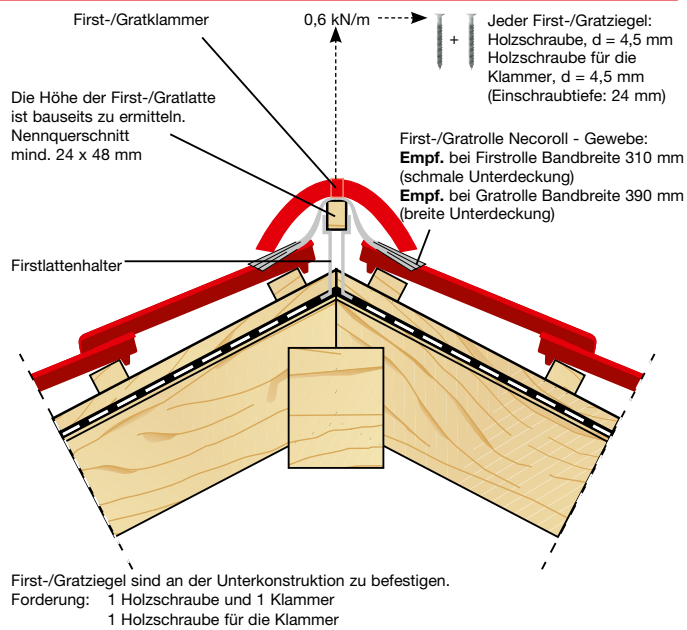 First-/Gratklammer
0,6 kN/m
+
Jeder First-/Gratziegel:
Holzschraube, d = 4,5 mm
Holzschraube für die
Klammer, d = 4,5 mm
(Einschraubtiefe: 24 mm)
Die Höhe der First-/Gratlatte
ist bauseits zu ermitteln.
Nennquerschnitt
mind. 24 x 48 mm
First-/Gratrolle Necoroll - Gewebe:
Empf. bei Firstrolle Bandbreite 310 mm
(schmale Unterdeckung)
Empf. bei Gratrolle Bandbreite 390 mm
(breite Unterdeckung)
Firstlattenhalter
First-/Gratziegel sind an der Unterkonstruktion zu befestigen.
Forderung: 1 Holzschraube und 1 Klammer
1 Holzschraube für die Klammer